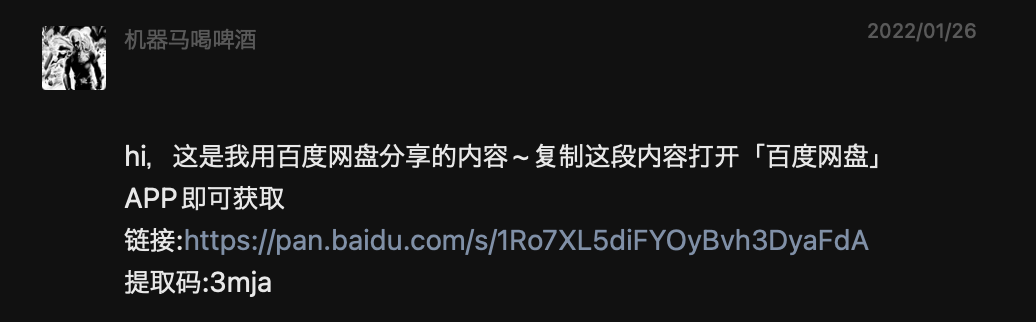 机器马喝啤酒
2022/01/26
hi，这是我用百度网盘分享的内容~复制这段内容打开「百度网盘」
APP即可获取
链接:https://pan.baidu.com/s/1Ro7XL5diFYOyBvh3DyaFdA
提取码:3mja